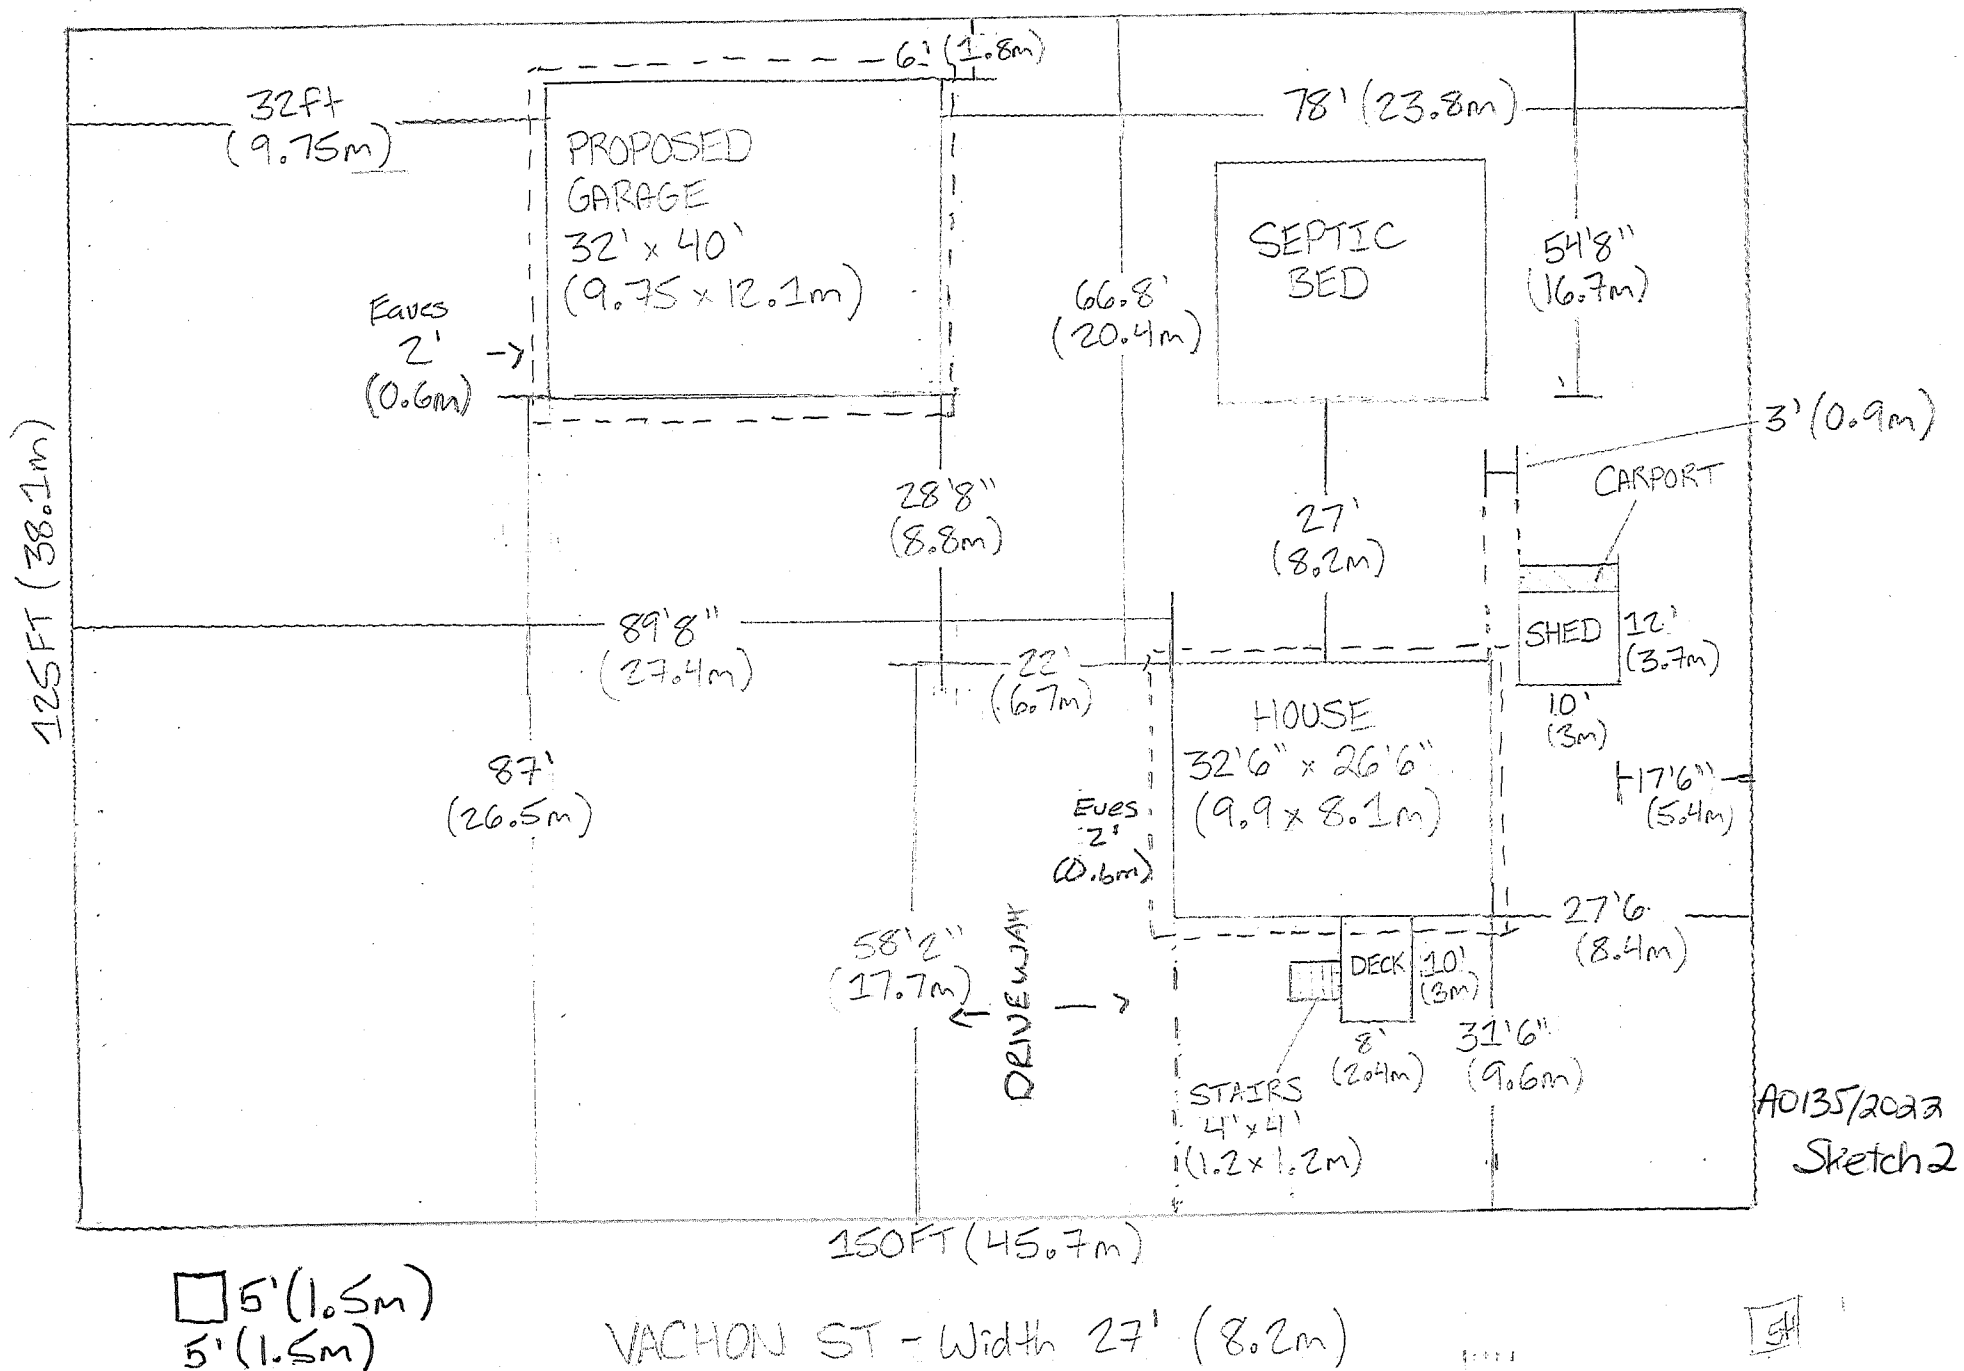 6' (1.8m)
32ft
(9.75m)
78' (23.8m)
PROPOSED
GARAGE
32' x 40'
(9.75 x 12.1m)
SEPTIC
BED
54'8"
(16.7m)
66.8'
(20.4m)
Eaves
2'
(0.6m)
3' (0.9m)
CARPORT
28'8"
(8.8m)
27'
(8.2m)
125FT (38.1m)
89'8"
(27.4m)
22'
(6.7m)
SHED
12'
(3.7m)
10'
(3m)
HOUSE
32'6" x 26'6"
(9.9 x 8.1m)
87'
(26.5m)
17'6"
(5.4m)
Eves
2'
(0.6m)
27'6
(8.4m)
58'2"
(17.7m)
DRIVEWAY
DECK
10'
(3m)
8'
(2.4m)
31'6"
(9.6m)
STAIRS
4' x 4'
(1.2 x 1.2m)
A0135/2022
Sketch 2
150FT (45.7m)
5' (1.5m)
5' (1.5m)
VACHON ST - Width 27' (8.2m)